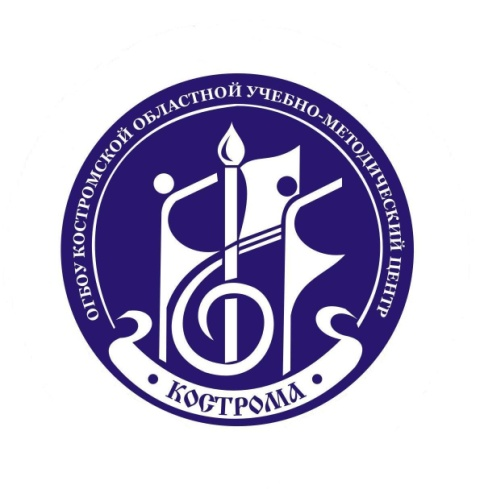 ОГБОУ КОСТРОМСКОЙ ОБЛАСТНОЙ УЧЕБНО-МЕТОДИЧЕСКИЙ ЦЕНТР
• КОСТРОМА •